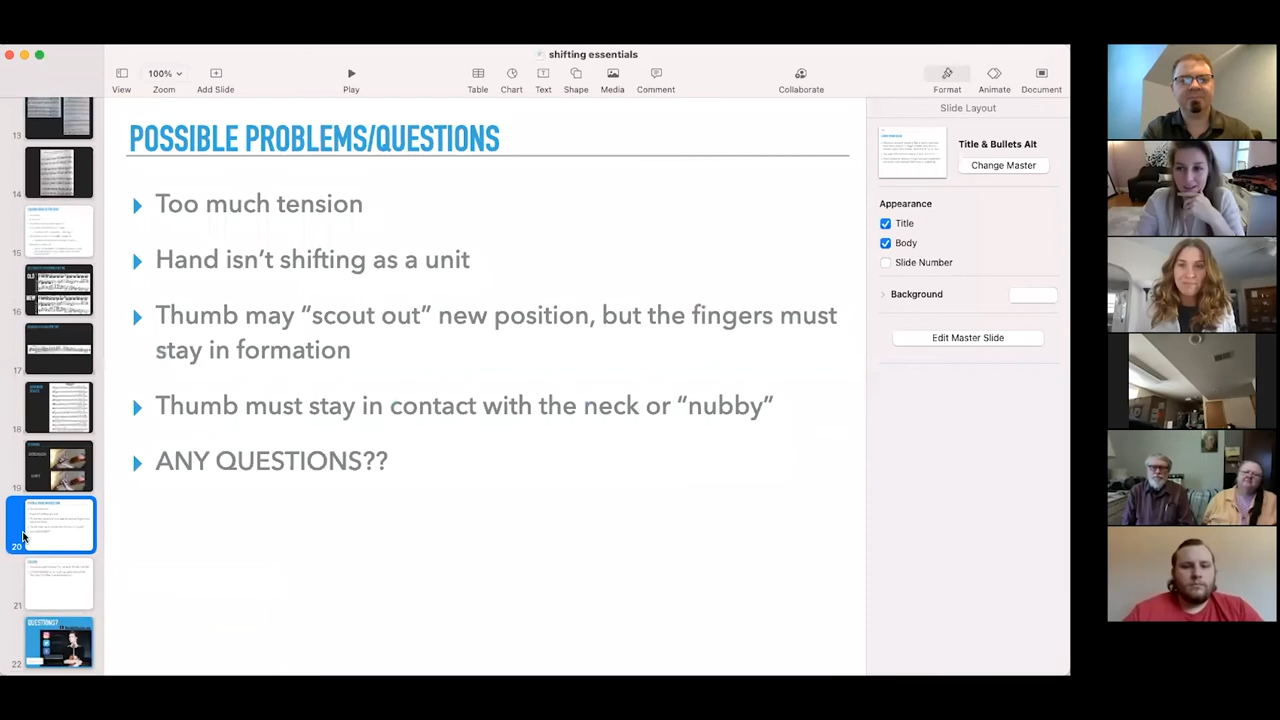 shifting essentials
100%
View
Zoom
Add Slide
Play
Table
Chart
Text
Shape
Media
Comment
Collaborate
Format
Animate
Document
13
14
15
16
17
18
19
20
21
QUESTIONS?
22
POSSIBLE PROBLEMS/QUESTIONS
Too much tension
Hand isn’t shifting as a unit
Thumb may “scout out” new position, but the fingers must
stay in formation
Thumb must stay in contact with the neck or “nubby”
ANY QUESTIONS??
Slide Layout
Title & Bullets Alt
Change Master
Appearance
Title
Body
Slide Number
Background
Edit Master Slide